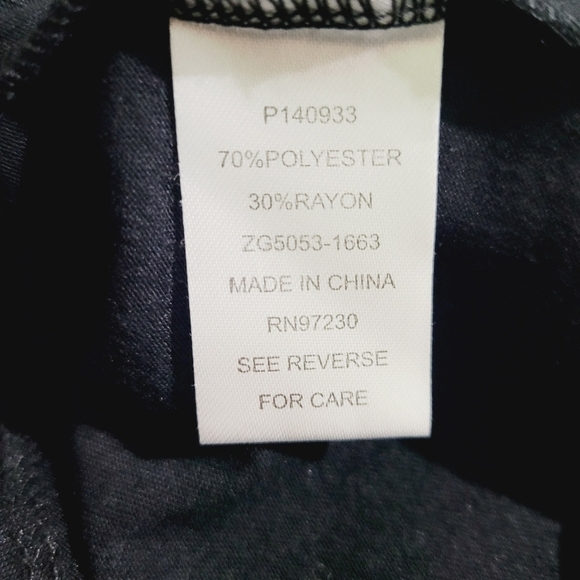 P140933
70%POLYESTER
30%RAYON
ZG5053-1663
MADE IN CHINA
RN97230
SEE REVERSE
FOR CARE